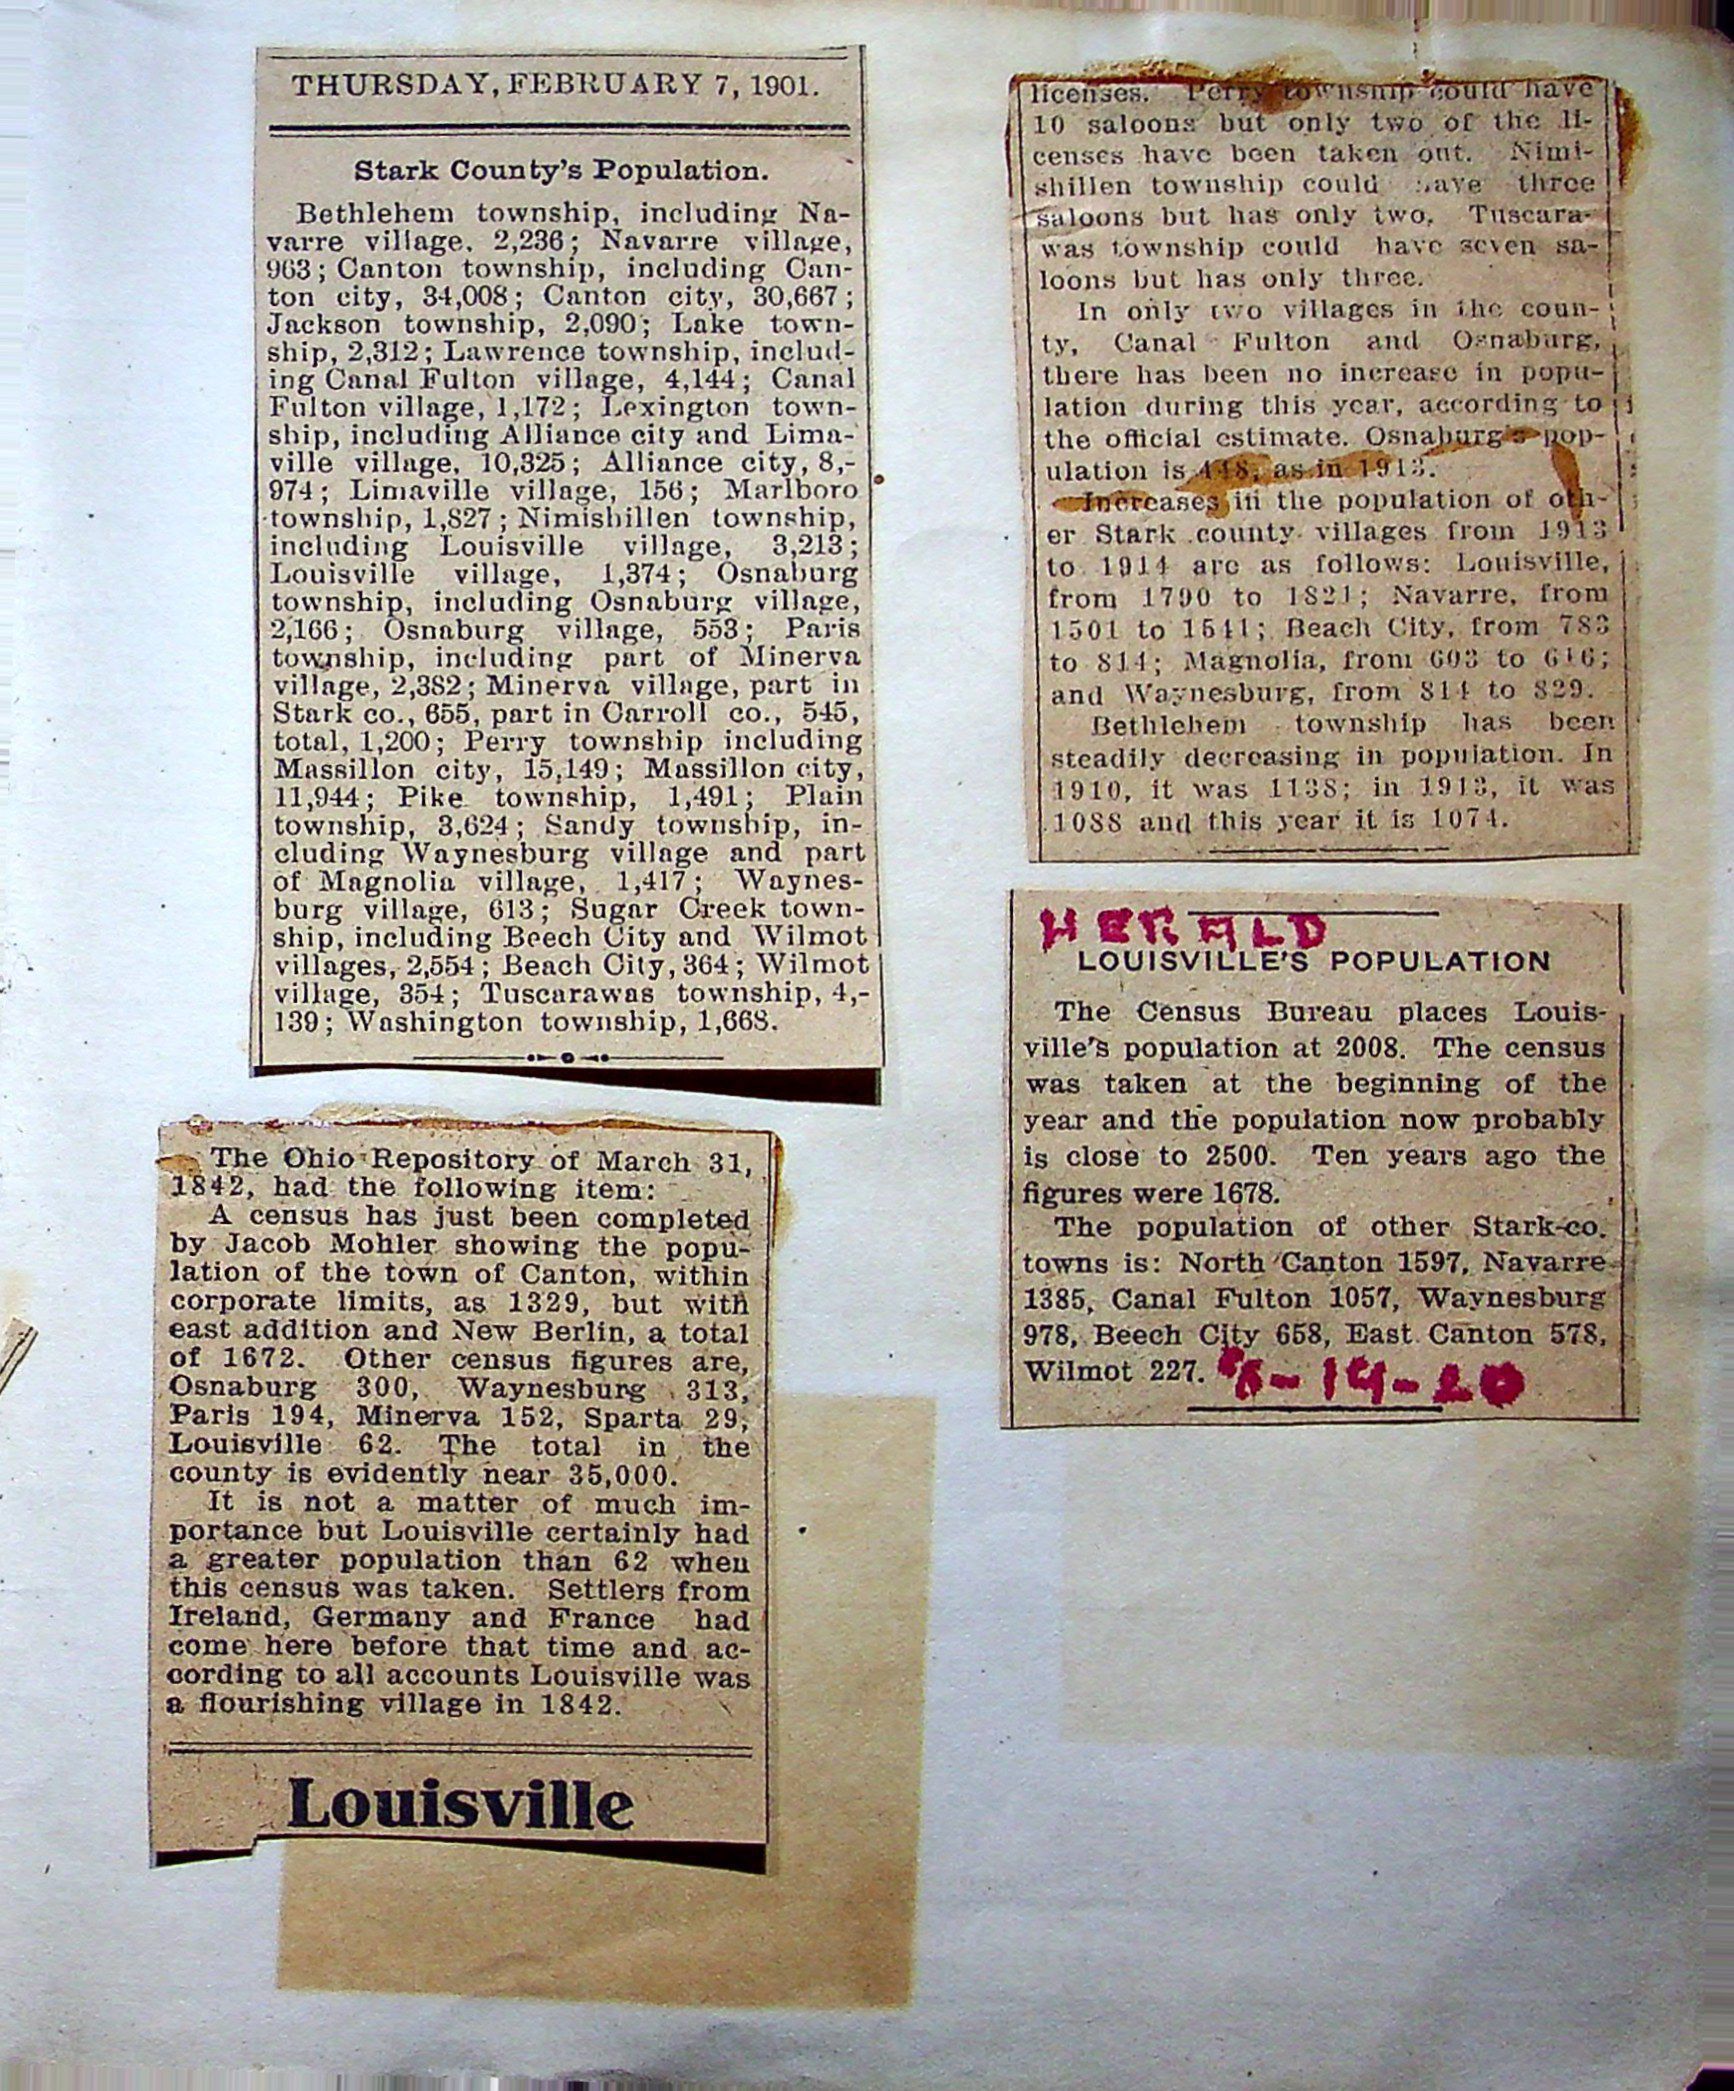 THURSDAY, FEBRUARY 7, 1901.
Stark County's Population.
Bethlehem township, including Na-
varre village, 2,236; Navarre village,
963; Canton township, including Can-
ton city, 34,008; Canton city, 30,667;
Jackson township, 2,090; Lake town-
ship, 2,312; Lawrence township, includ-
ing Canal Fulton village, 4,144; Canal
Fulton village, 1,172; Lexington town-
ship, including Alliance city and Lima-
ville village, 10,325; Alliance city, 8,-
974; Limaville village, 156; Marlboro
township, 1,827; Nimishillen township,
including Louisville village, 3,213;
Louisville village, 1,374; Osnaburg
township, including Osnaburg village,
2,166; Osnaburg village, 553; Paris
township, including part of Minerva
village, 2,382; Minerva village, part in
Stark co., 655, part in Carroll co., 545,
total, 1,200; Perry township including
Massillon city, 15,149; Massillon city,
11,944; Pike township, 1,491; Plain
township, 3,624; Sandy township, in-
cluding Waynesburg village and part
of Magnolia village, 1,417; Waynes-
burg village, 613; Sugar Creek town-
ship, including Beech City and Wilmot
villages, 2,554; Beach City, 364; Wilmot
village, 354; Tuscarawas township, 4,-
139; Washington township, 1,668.
The Ohio Repository of March 31,
1842, had the following item:
A census has just been completed
by Jacob Mohler showing the popu-
lation of the town of Canton, within
corporate limits, as 1329, but with
east addition and New Berlin, a total
of 1672. Other census figures are,
Osnaburg 300, Waynesburg 313,
Paris 194, Minerva 152, Sparta 29,
Louisville 62. The total in the
county is evidently near 35,000.
It is not a matter of much im-
portance but Louisville certainly had
a greater population than 62 when
this census was taken. Settlers from
Ireland, Germany and France had
come here before that time and ac-
cording to all accounts Louisville was
a flourishing village in 1842.
Louisville
licenses. Perry township could have
10 saloons but only two of the li-
censes have been taken out. Nimi-
shillen township could have three
saloons but has only two. Tuscara-
was township could have seven sa-
loons but has only three.
In only two villages in the coun-
ty, Canal Fulton and Osnaburg,
there has been no increase in popu-
lation during this year, according to
the official estimate. Osnaburg's pop-
ulation is 448, as in 1913.
Increases in the population of oth-
er Stark county villages from 1913
to 1914 are as follows: Louisville,
from 1790 to 1821; Navarre, from
1501 to 1541; Beach City, from 783
to 814; Magnolia, from 603 to 616;
and Waynesburg, from 814 to 829.
Bethlehem township has been
steadily decreasing in population. In
1910, it was 1138; in 1913, it was
1088 and this year it is 1074.
HERALD
LOUISVILLE'S POPULATION
The Census Bureau places Louis-
ville's population at 2008. The census
was taken at the beginning of the
year and the population now probably
is close to 2500. Ten years ago the
figures were 1678.
The population of other Stark-co.
towns is: North Canton 1597, Navarre
1385, Canal Fulton 1057, Waynesburg
978, Beech City 658, East Canton 578,
Wilmot 227.